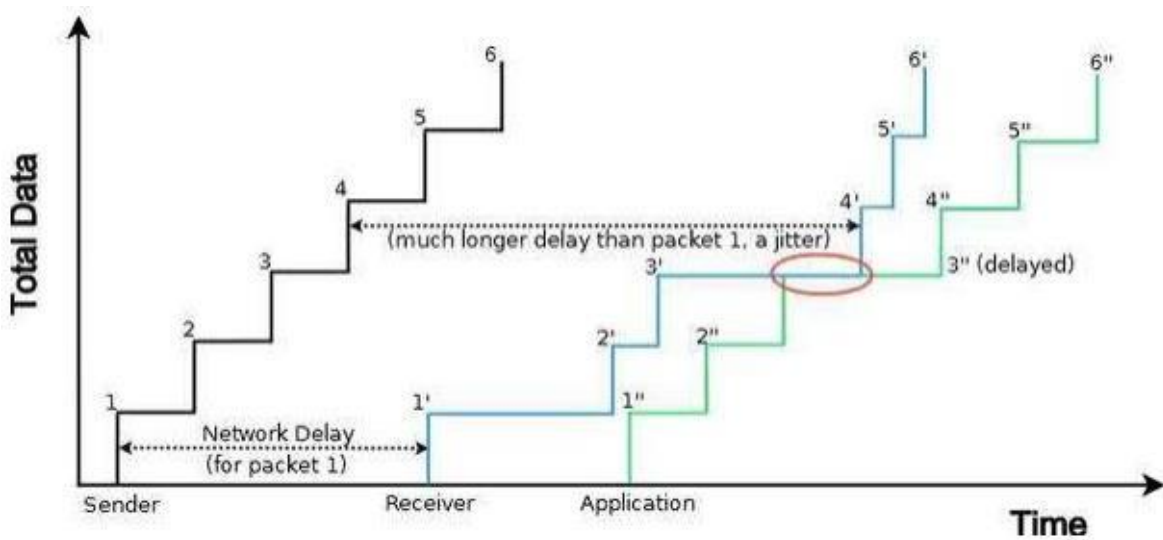 Total Data
6
5
4
3
2
1
6'
5'
4'
3'
2'
1'
6"
5"
4"
3" (delayed)
2"
1"
(much longer delay than packet 1, a jitter)
Network Delay
(for packet 1)
Sender
Receiver
Application
Time